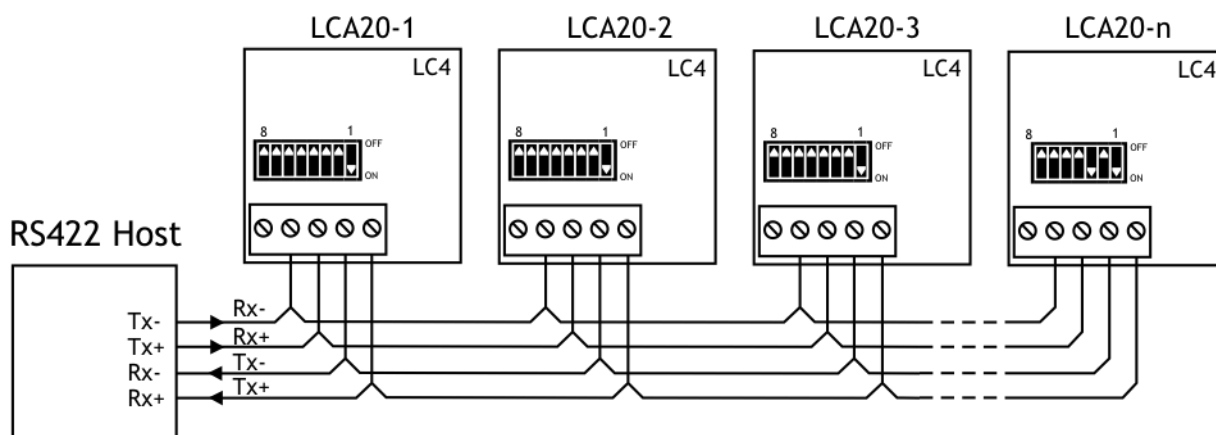 LCA20-1 LCA20-2 LCA20-3 LCA20-n
LC4 LC4 LC4 LC4
8 1 8 1 8 1 8 1
OFF OFF OFF OFF
ON ON ON ON
RS422 Host
Tx- Rx-
Tx+ Rx+
Rx- Tx-
Rx+ Tx+